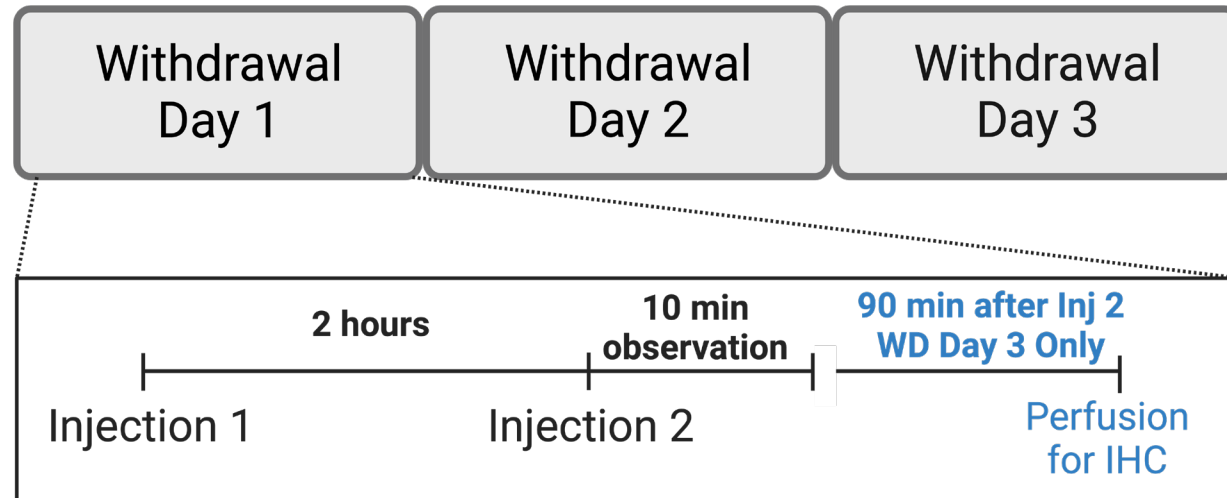 Withdrawal
Day 1
Withdrawal
Day 2
Withdrawal
Day 3
2 hours
10 min
observation
90 min after Inj 2
WD Day 3 Only
Injection 1
Injection 2
Perfusion
for IHC